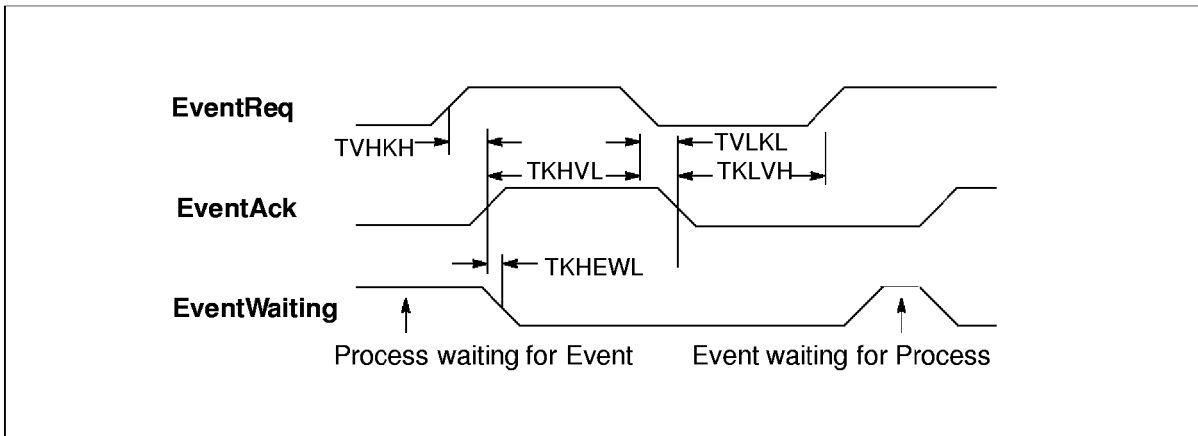 EventReq
TVHKH
TVLKL
TKHVL
TKLVH
EventAck
TKHEWL
EventWaiting
Process waiting for Event
Event waiting for Process